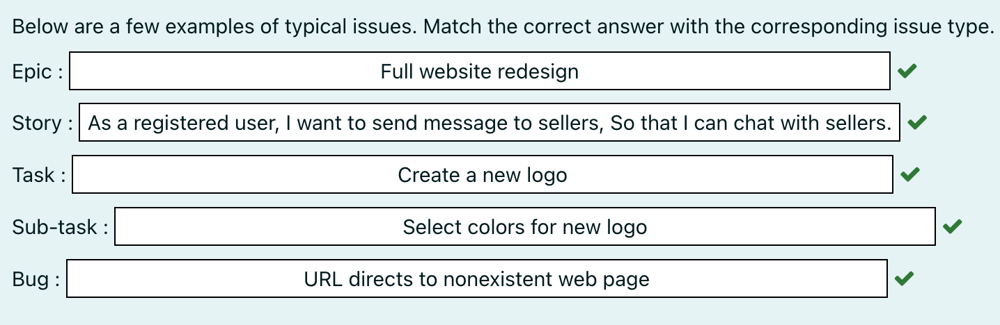 Below are a few examples of typical issues. Match the correct answer with the corresponding issue type.
Epic : Full website redesign
Story : As a registered user, I want to send message to sellers, So that I can chat with sellers.
Task : Create a new logo
Sub-task : Select colors for new logo
Bug : URL directs to nonexistent web page